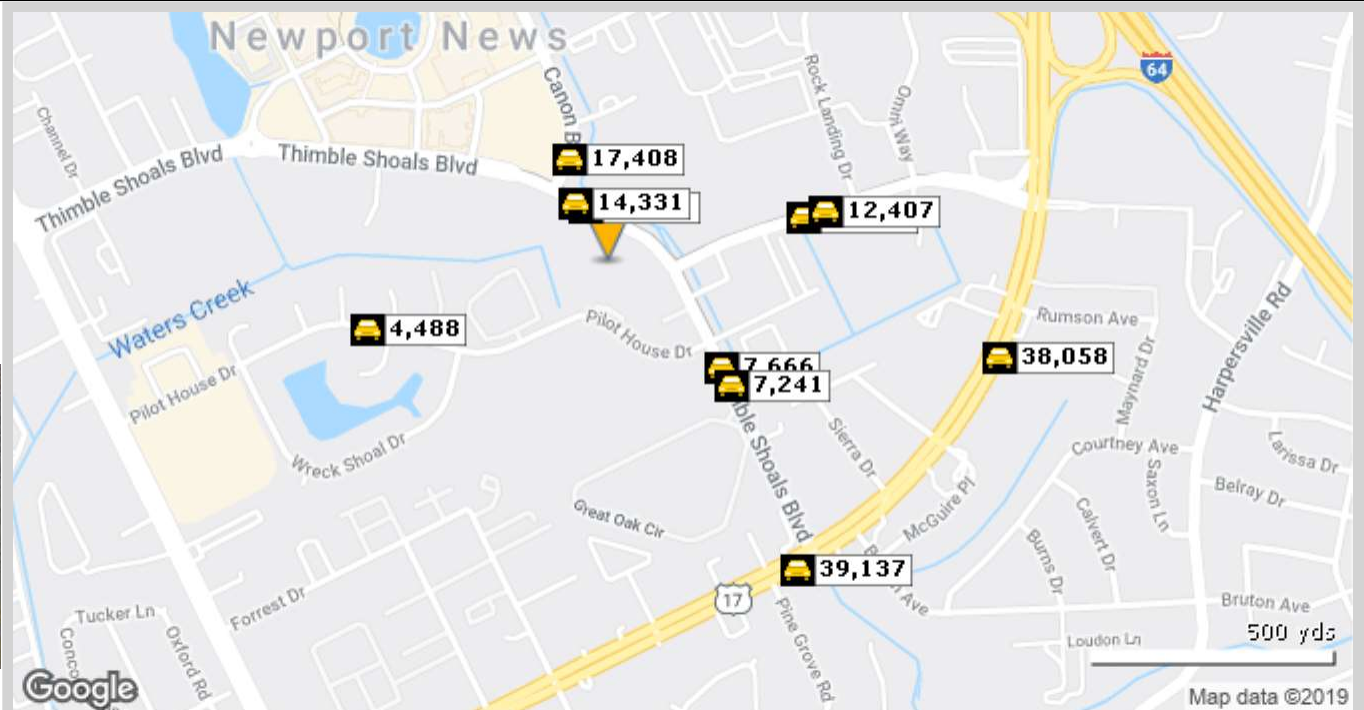 Newport News
64
Channel Dr
Canon B
Rock Landing Dr
Omni Way
Thimble Shoals Blvd
Thimble Shoals Blvd
17,408
14,331
12,407
Harpersville Rd
Waters Creek
4,488
Pilot House Dr
Rumson Ave
38,058
7,666
7,241
Maynard Dr
Pilot House Dr
ble Shoals Blvd
Sierra Dr
Courtney Ave
Larissa Dr
Wreck Shoal Dr
Saxon Ln
Belray Dr
McGuire Pl
Great Oak Cir
Calvert Dr
Burns Dr
39,137
17
Forrest Dr
Tucker Ln
Oxford Rd
Conco
Pine Grove Rd
Ave
Bruton Ave
Loudon Ln
500 yds
Google
Map data ©2019